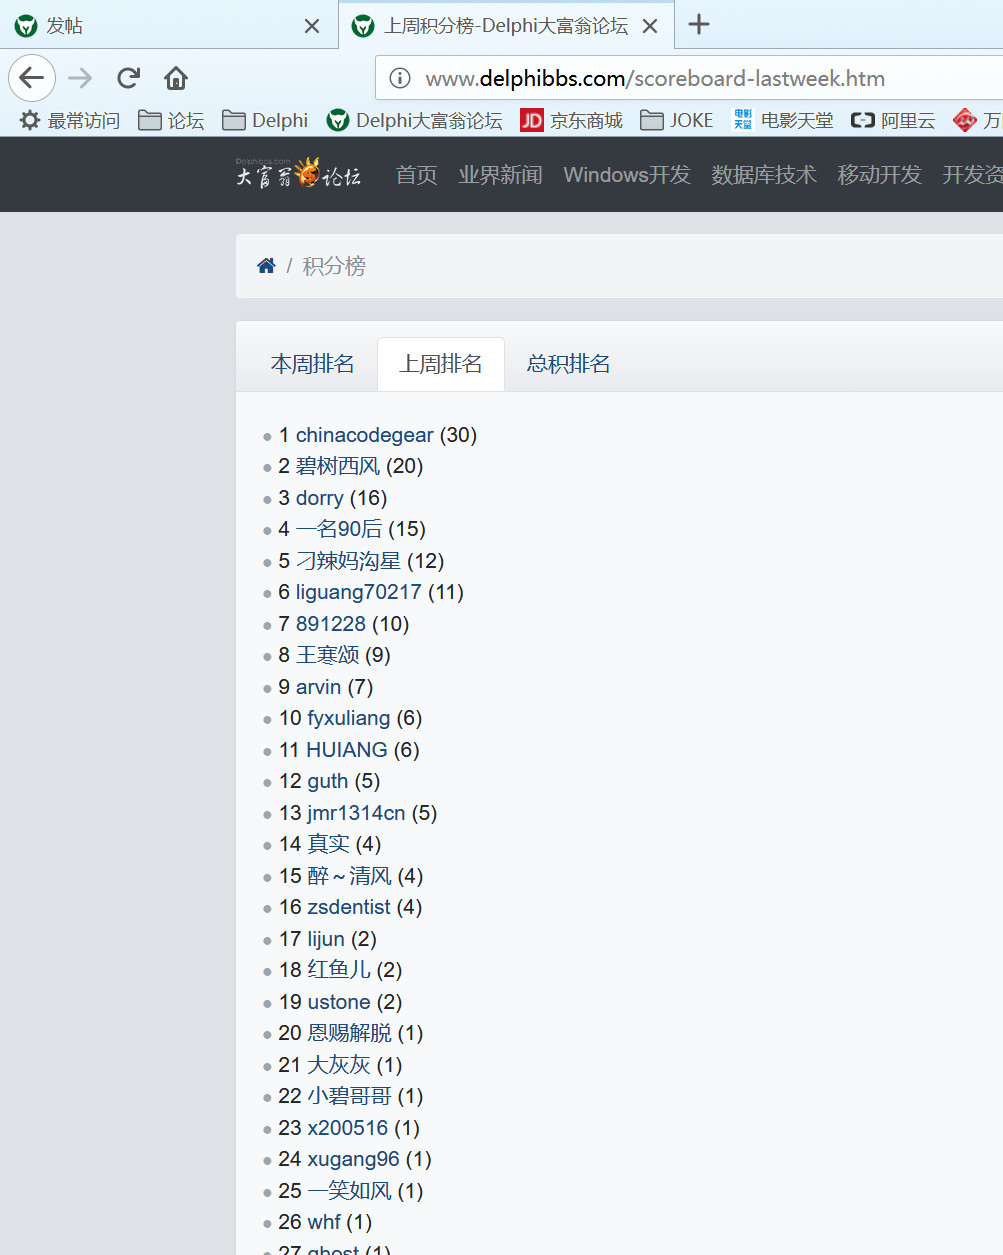 发帖
上周积分榜-Delphi大富翁论坛
www.delphibbs.com/scoreboard-lastweek.htm
最常访问 论坛 Delphi Delphi大富翁论坛 JD 京东商城 JOKE 电影天堂 电影天堂 阿里云
Delphibbs.com
大富翁论坛 首页 业界新闻 Windows开发 数据库技术 移动开发 开发资
/ 积分榜
本周排名 上周排名 总积排名
1 chinacodegear (30)
2 碧树西风 (20)
3 dorry (16)
4 一名90后 (15)
5 刁辣妈沟星 (12)
6 liguang70217 (11)
7 891228 (10)
8 王寒颂 (9)
9 arvin (7)
10 fyxuliang (6)
11 HUIANG (6)
12 guth (5)
13 jmr1314cn (5)
14 真实 (4)
15 醉～清风 (4)
16 zsdentist (4)
17 lijun (2)
18 红鱼儿 (2)
19 ustone (2)
20 恩赐解脱 (1)
21 大灰灰 (1)
22 小碧哥哥 (1)
23 x200516 (1)
24 xugang96 (1)
25 一笑如风 (1)
26 whf (1)
27 ghost (1)